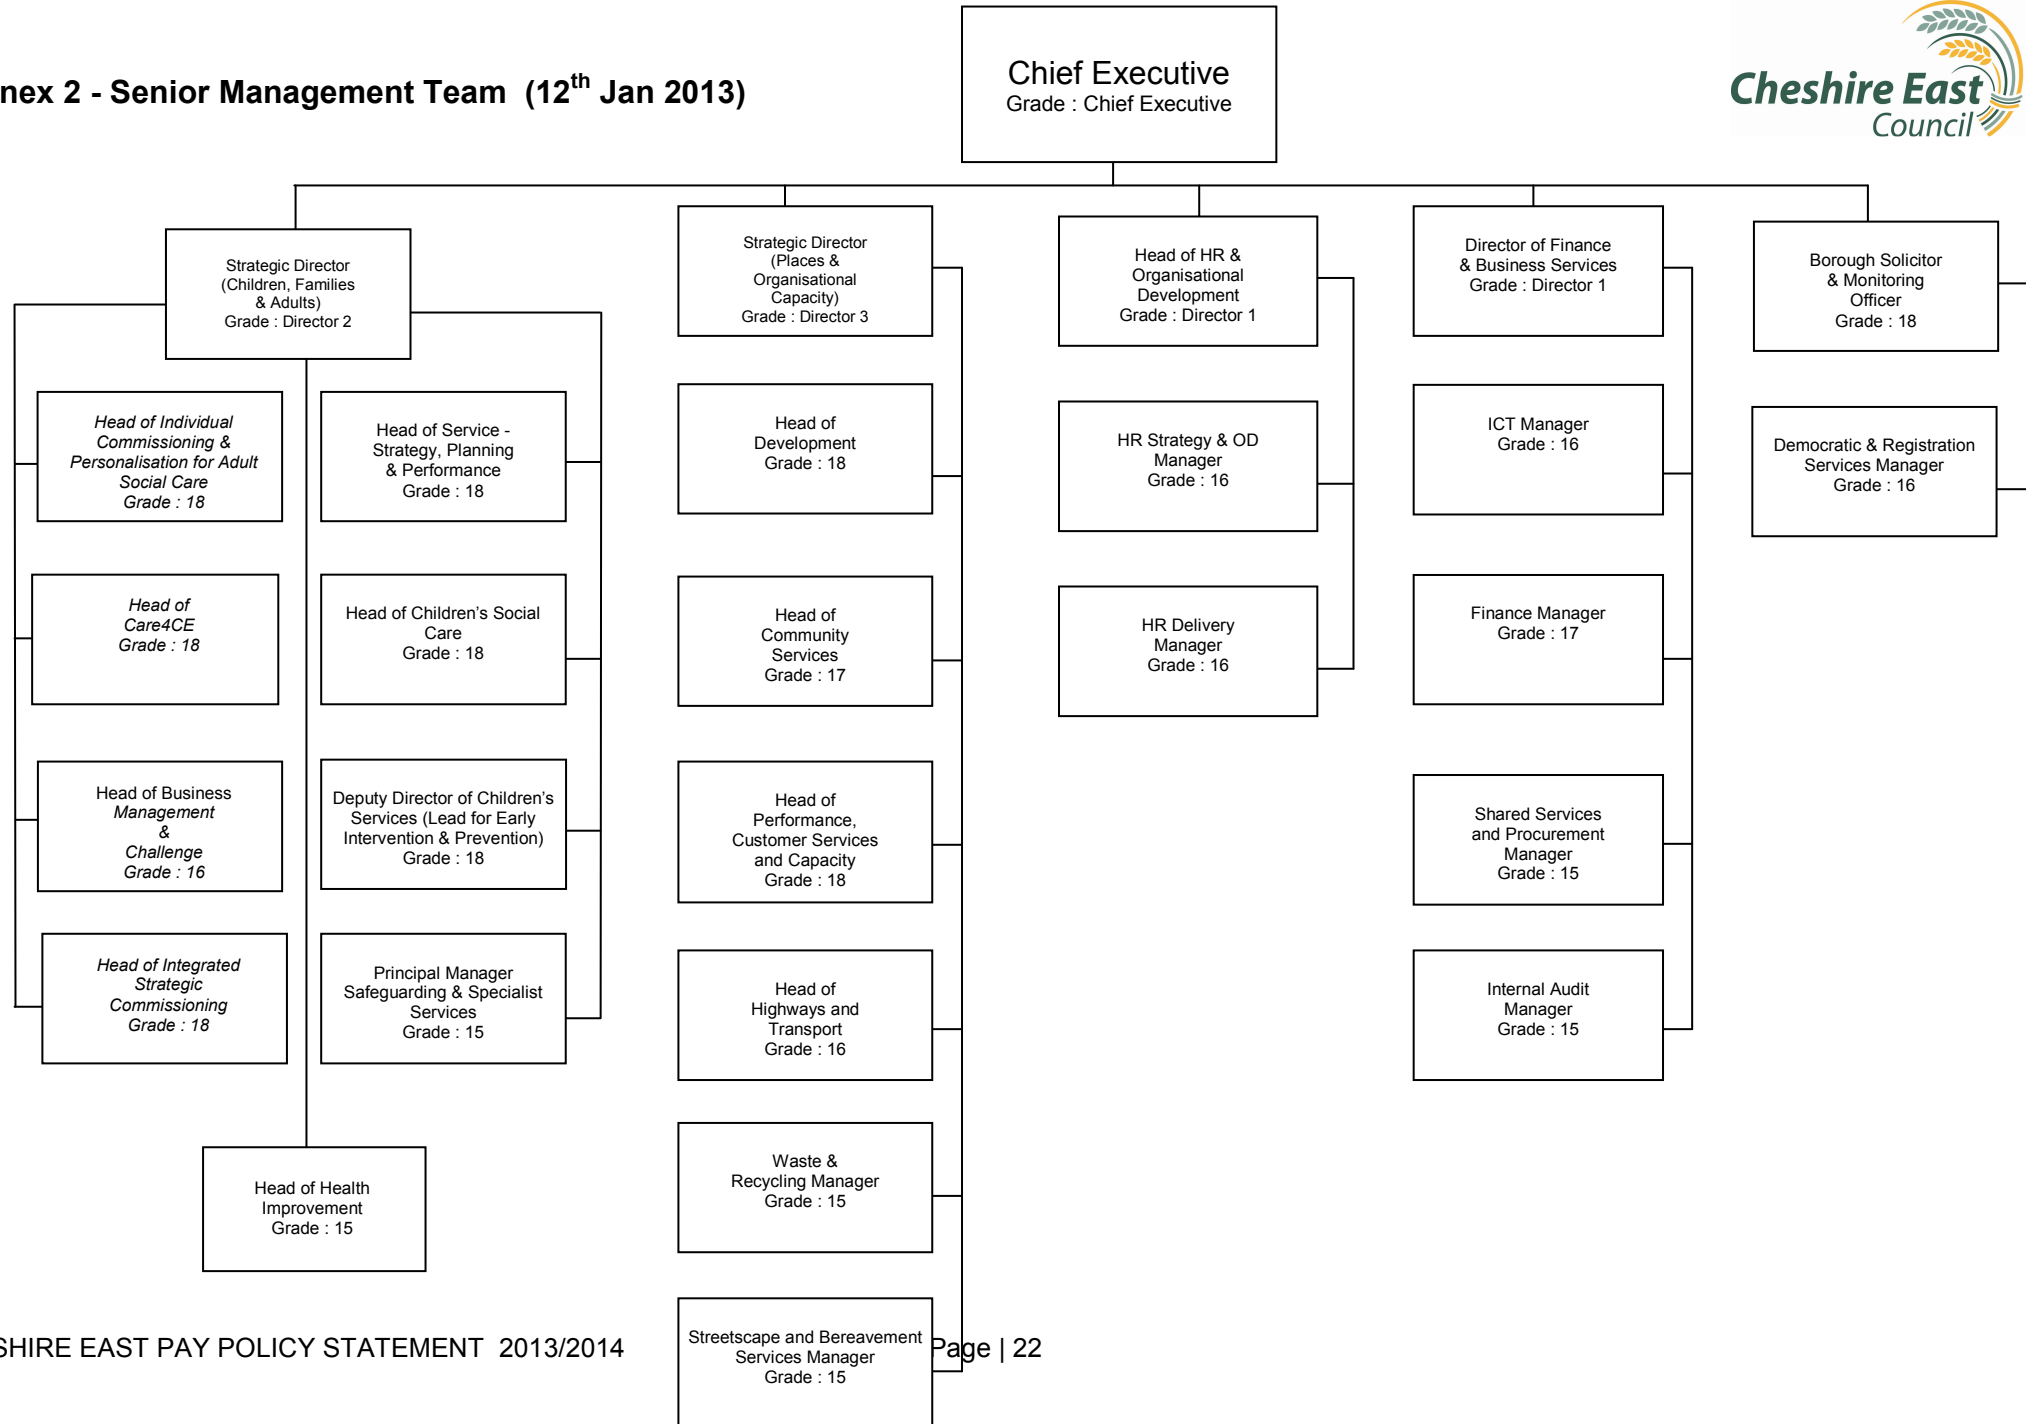 nex 2 - Senior Management Team (12th Jan 2013)
Chief Executive
Grade : Chief Executive
Cheshire East
Council
Strategic Director
(Children, Families
& Adults)
Grade : Director 2
Head of Individual
Commissioning &
Personalisation for Adult
Social Care
Grade : 18
Head of
Care4CE
Grade : 18
Head of Business
Management
&
Challenge
Grade : 16
Head of Integrated
Strategic
Commissioning
Grade : 18
Head of Service -
Strategy, Planning
& Performance
Grade : 18
Head of Children's Social
Care
Grade : 18
Deputy Director of Children's
Services (Lead for Early
Intervention & Prevention)
Grade : 18
Principal Manager
Safeguarding & Specialist
Services
Grade : 15
Head of Health
Improvement
Grade : 15
Strategic Director
(Places &
Organisational
Capacity)
Grade : Director 3
Head of
Development
Grade : 18
Head of
Community
Services
Grade : 17
Head of
Performance,
Customer Services
and Capacity
Grade : 18
Head of
Highways and
Transport
Grade : 16
Waste &
Recycling Manager
Grade : 15
Streetscape and Bereavement
Services Manager
Grade : 15
Head of HR &
Organisational
Development
Grade : Director 1
HR Strategy & OD
Manager
Grade : 16
HR Delivery
Manager
Grade : 16
Director of Finance
& Business Services
Grade : Director 1
ICT Manager
Grade : 16
Finance Manager
Grade : 17
Shared Services
and Procurement
Manager
Grade : 15
Internal Audit
Manager
Grade : 15
Borough Solicitor
& Monitoring
Officer
Grade : 18
Democratic & Registration
Services Manager
Grade : 16
SHIRE EAST PAY POLICY STATEMENT 2013/2014
Page | 22